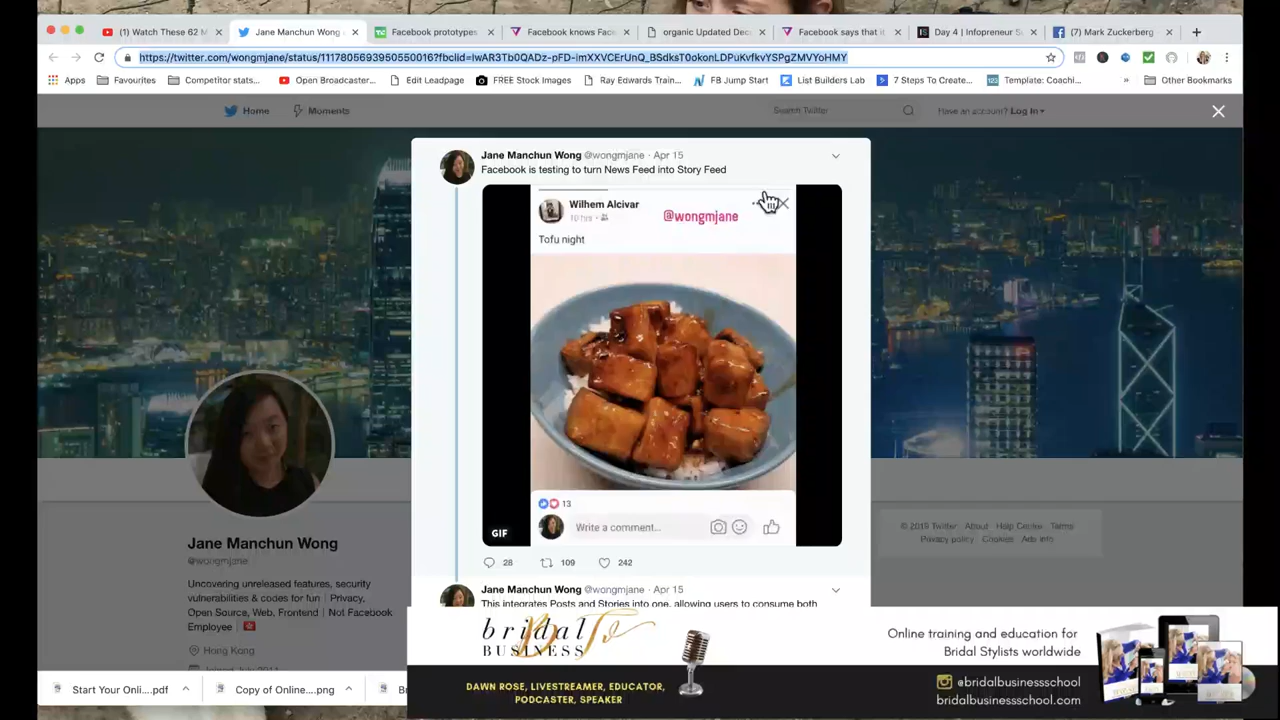 (1) Watch These 62 M
Jane Manchun Wong
Facebook prototypes
Facebook knows Fac
organic Updated Dec
Facebook says that it
Day 4 | Infopreneur S
(7) Mark Zuckerberg
https://twitter.com/wongmjane/status/1117805693950550016?fbclid=IwAR3Tb0QADz-pFD-ImXXVCErUnQ_BSdksT0okonLDPuKvfkvYSPgZMVYoHMY
Apps
Favourites
Competitor stats...
Open Broadcaster...
Edit Leadpage
FREE Stock Images
Ray Edwards Train...
FB Jump Start
List Builders Lab
7 Steps To Create...
Template: Coachi...
»
Other Bookmarks
Home
Moments
Search Twitter
Have an account? Log In
Jane Manchun Wong @wongmjane · Apr 15
Facebook is testing to turn News Feed into Story Feed
Wilhem Alcivar
10 hrs ·
@wongmjane
Tofu night
13
Write a comment...
GIF
28
109
242
Jane Manchun Wong @wongmjane · Apr 15
This integrates Posts and Stories into one, allowing users to consume both
Jane Manchun Wong
@wongmjane
Uncovering unreleased features, security
vulnerabilities & codes for fun | Privacy,
Open Source, Web, Frontend | Not Facebook
Employee
Hong Kong
Joined July 2011
© 2019 Twitter About Help Center Terms
Privacy policy Cookies Ads info
bridal
BUSINESS
DAWN ROSE, LIVESTREAMER, EDUCATOR,
PODCASTER, SPEAKER
Online training and education for
Bridal Stylists worldwide
@bridalbusinessschool
bridalbusinessschool.com
Start Your Onli....pdf
Copy of Online....png